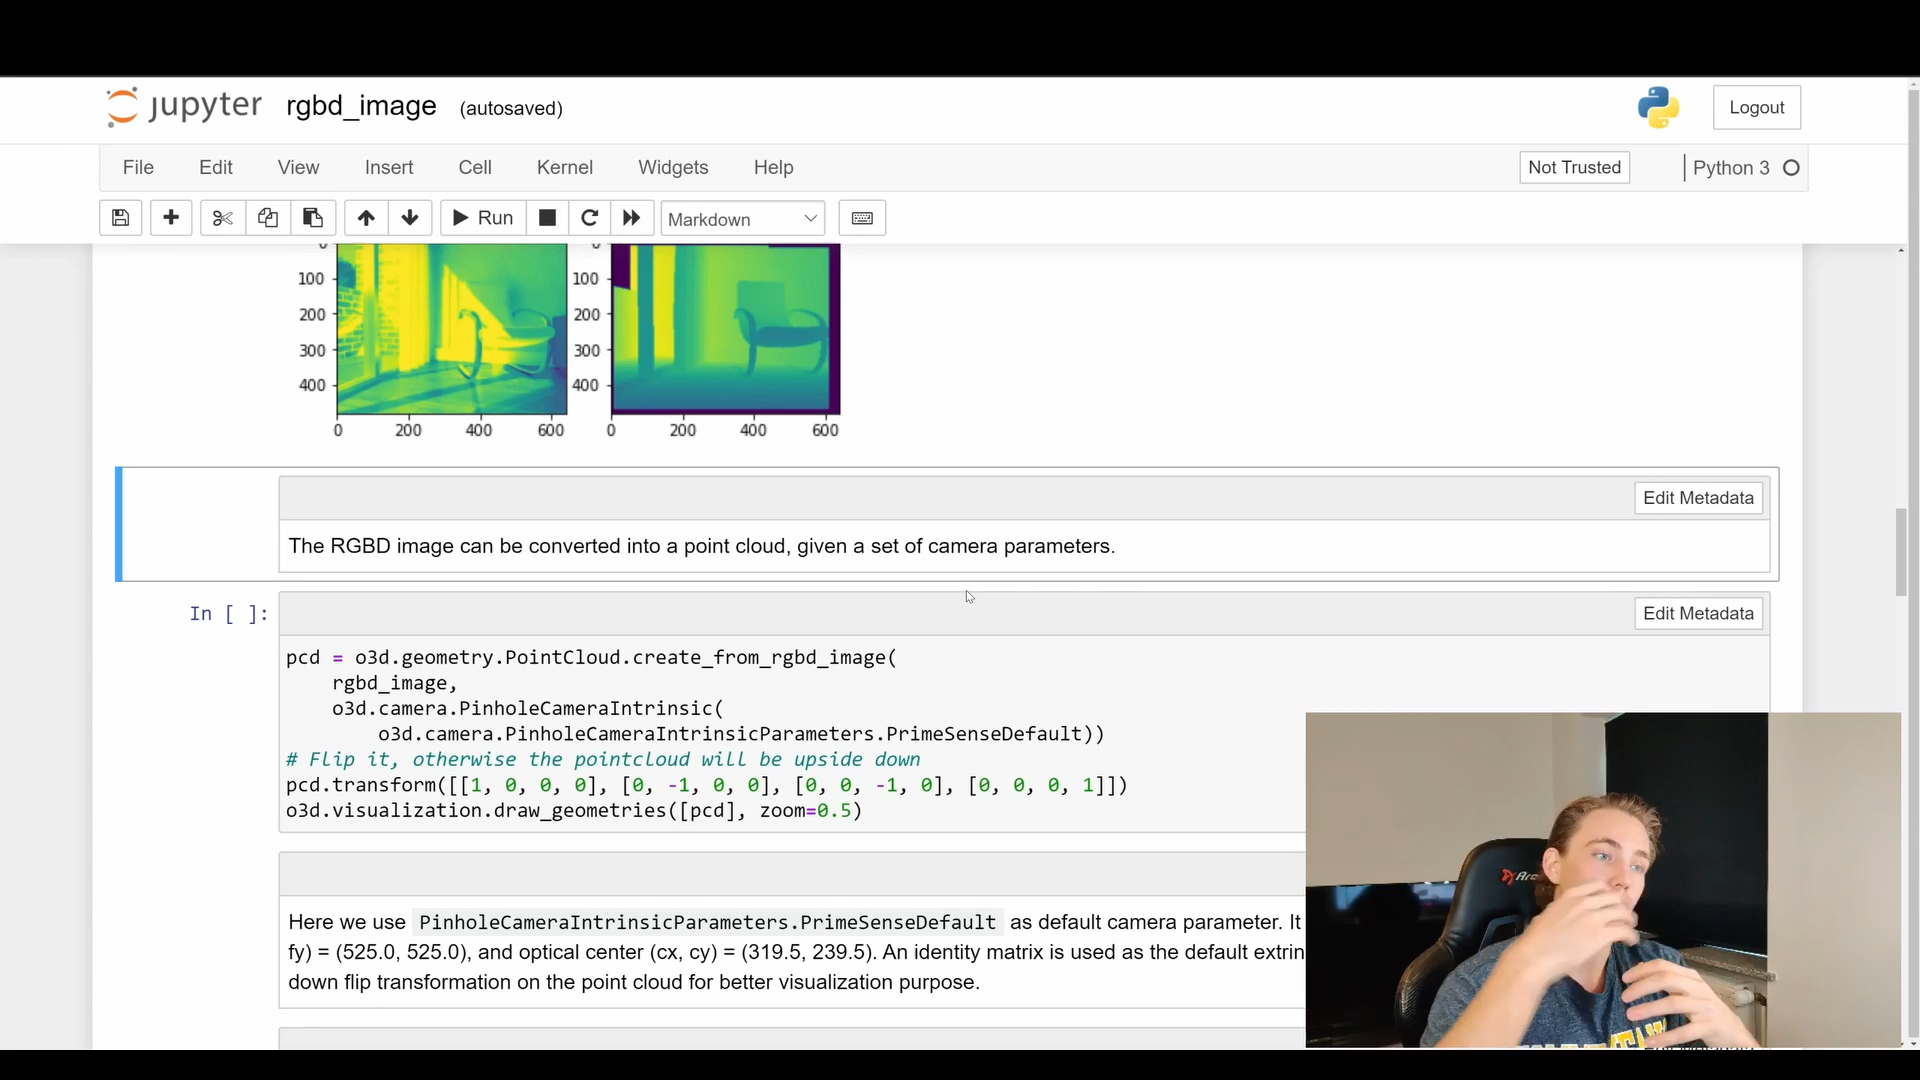 jupyter rgbd_image (autosaved)
Logout
File Edit View Insert Cell Kernel Widgets Help
Not Trusted
Python 3
Run
Markdown
0 0
100 100
200 200
300 300
400 400
0 200 400 600 0 200 400 600
Edit Metadata
The RGBD image can be converted into a point cloud, given a set of camera parameters.
In [ ]:
Edit Metadata
pcd = o3d.geometry.PointCloud.create_from_rgbd_image(
rgbd_image,
o3d.camera.PinholeCameraIntrinsic(
o3d.camera.PinholeCameraIntrinsicParameters.PrimeSenseDefault))
# Flip it, otherwise the pointcloud will be upside down
pcd.transform([[1, 0, 0, 0], [0, -1, 0, 0], [0, 0, -1, 0], [0, 0, 0, 1]])
o3d.visualization.draw_geometries([pcd], zoom=0.5)
Here we use PinholeCameraIntrinsicParameters.PrimeSenseDefault as default camera parameter. It
fy) = (525.0, 525.0), and optical center (cx, cy) = (319.5, 239.5). An identity matrix is used as the default extrin
down flip transformation on the point cloud for better visualization purpose.